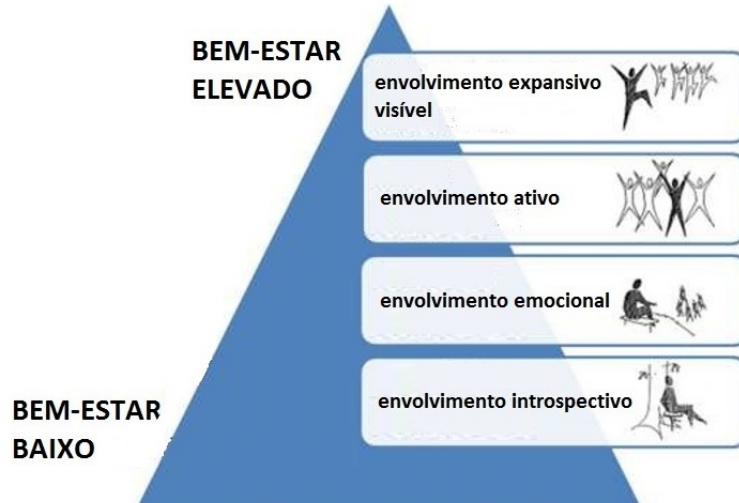 BEM-ESTAR
ELEVADO
envolvimento expansivo
visível
envolvimento ativo
envolvimento emocional
envolvimento introspectivo
BEM-ESTAR
BAIXO